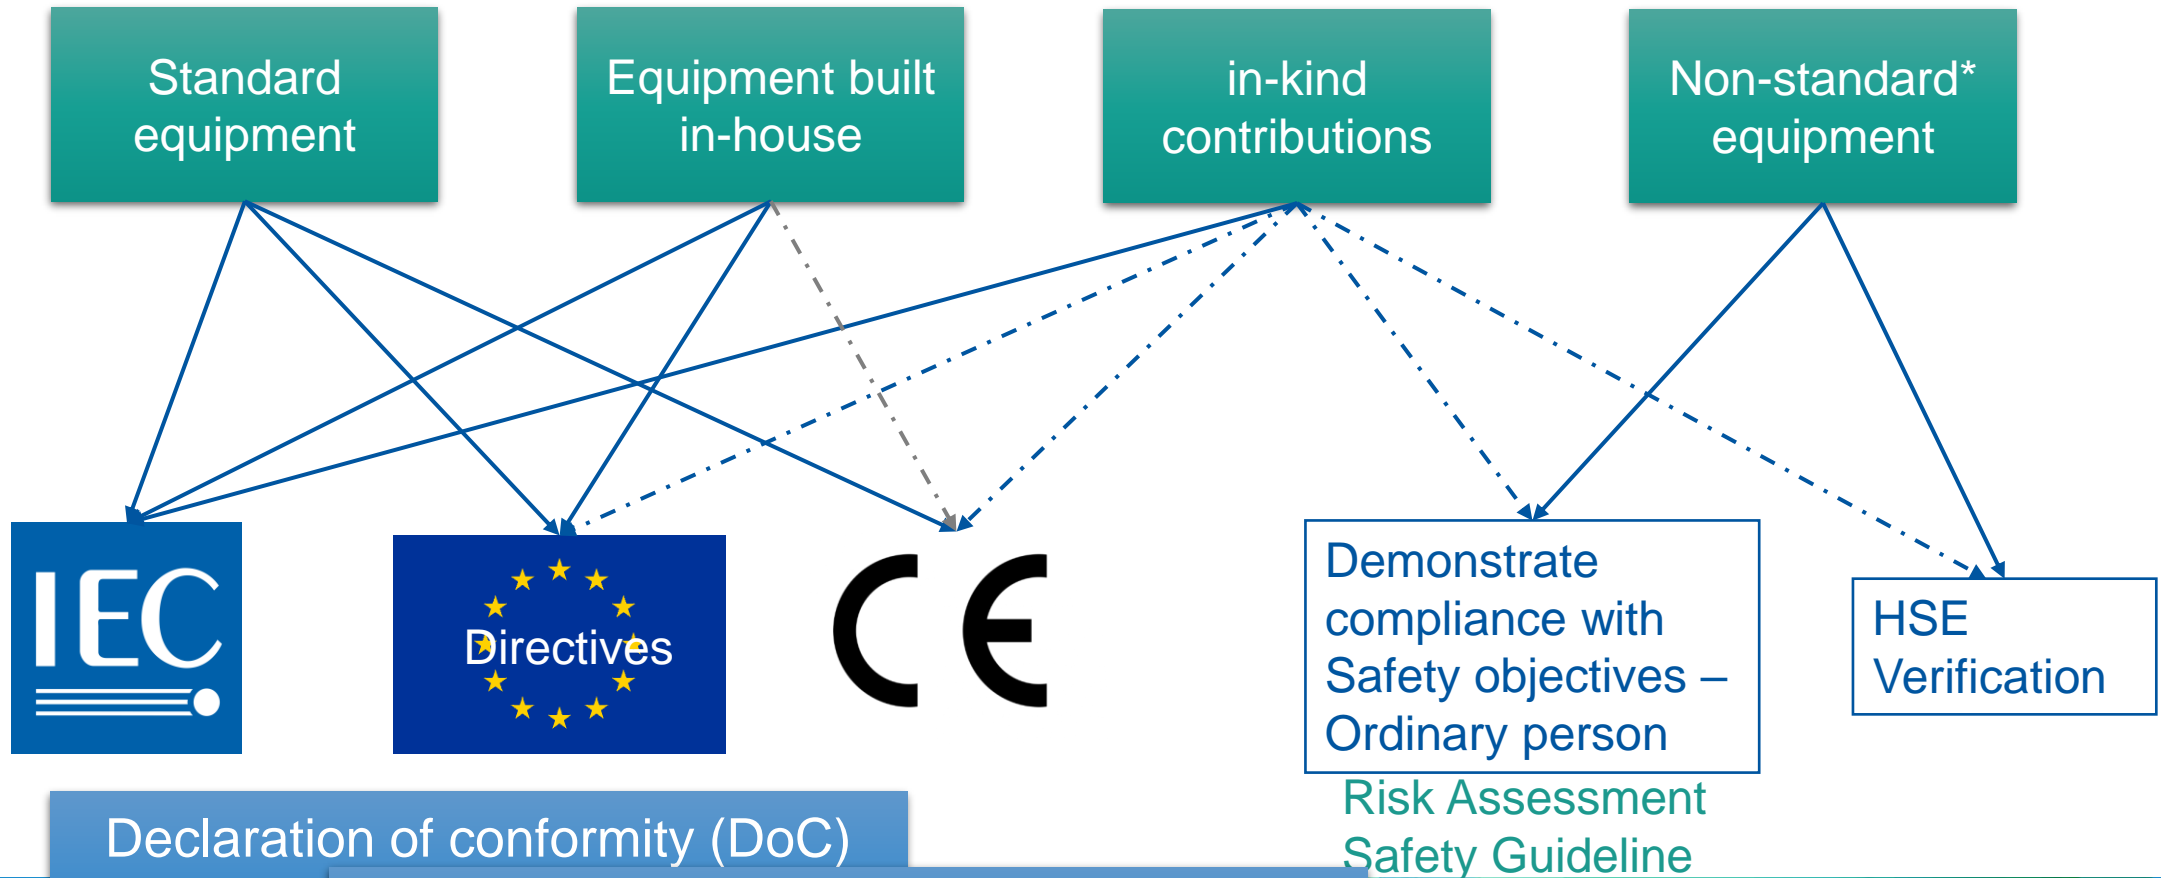 Standard
equipment
Equipment built
in-house
in-kind
contributions
Non-standard*
equipment
IEC
Directives
CE
Demonstrate
compliance with
Safety objectives –
Ordinary person
HSE
Verification
Risk Assessment
Safety Guideline
Declaration of conformity (DoC)